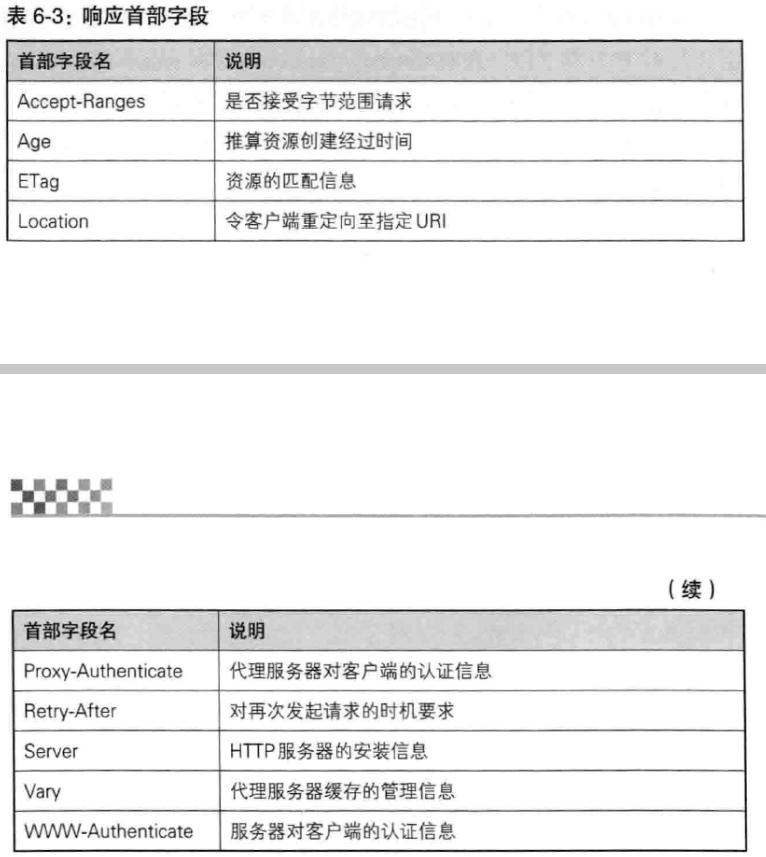 表 6-3：响应首部字段
首部字段名 说明
Accept-Ranges 是否接受字节范围请求
Age 推算资源创建经过时间
ETag 资源的匹配信息
Location 令客户端重定向至指定URI
（续）
首部字段名 说明
Proxy-Authenticate 代理服务器对客户端的认证信息
Retry-After 对再次发起请求的时机要求
Server HTTP服务器的安装信息
Vary 代理服务器缓存的管理信息
WWW-Authenticate 服务器对客户端的认证信息